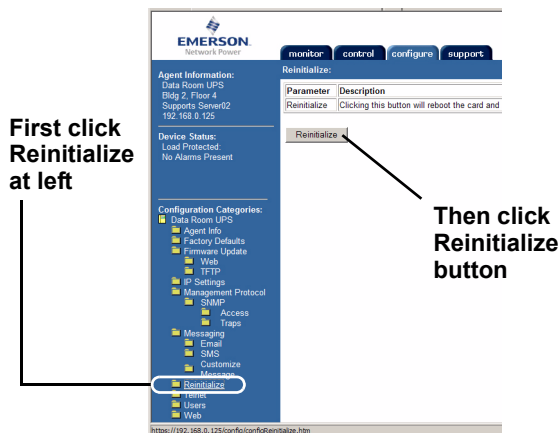 EMERSON
Network Power
monitor
control
configure
support
Agent Information:
Data Room UPS
Bldg 2, Floor 4
Supports Server02
192.168.0.125
Device Status:
Load Protected:
No Alarms Present
Configuration Categories:
Data Room UPS
Agent Info
Factory Defaults
Firmware Update
Web
TFTP
IP Settings
Management Protocol
SNMP
Access
Traps
Messaging
Email
SMS
Customize
Message
Reinitialize
Telnet
Users
Web
Reinitialize:
Parameter Description
Reinitialize Clicking this button will reboot the card and
Reinitialize
First click
Reinitialize
at left
Then click
Reinitialize
button
https://192.168.0.125/config/configReinitialize.htm